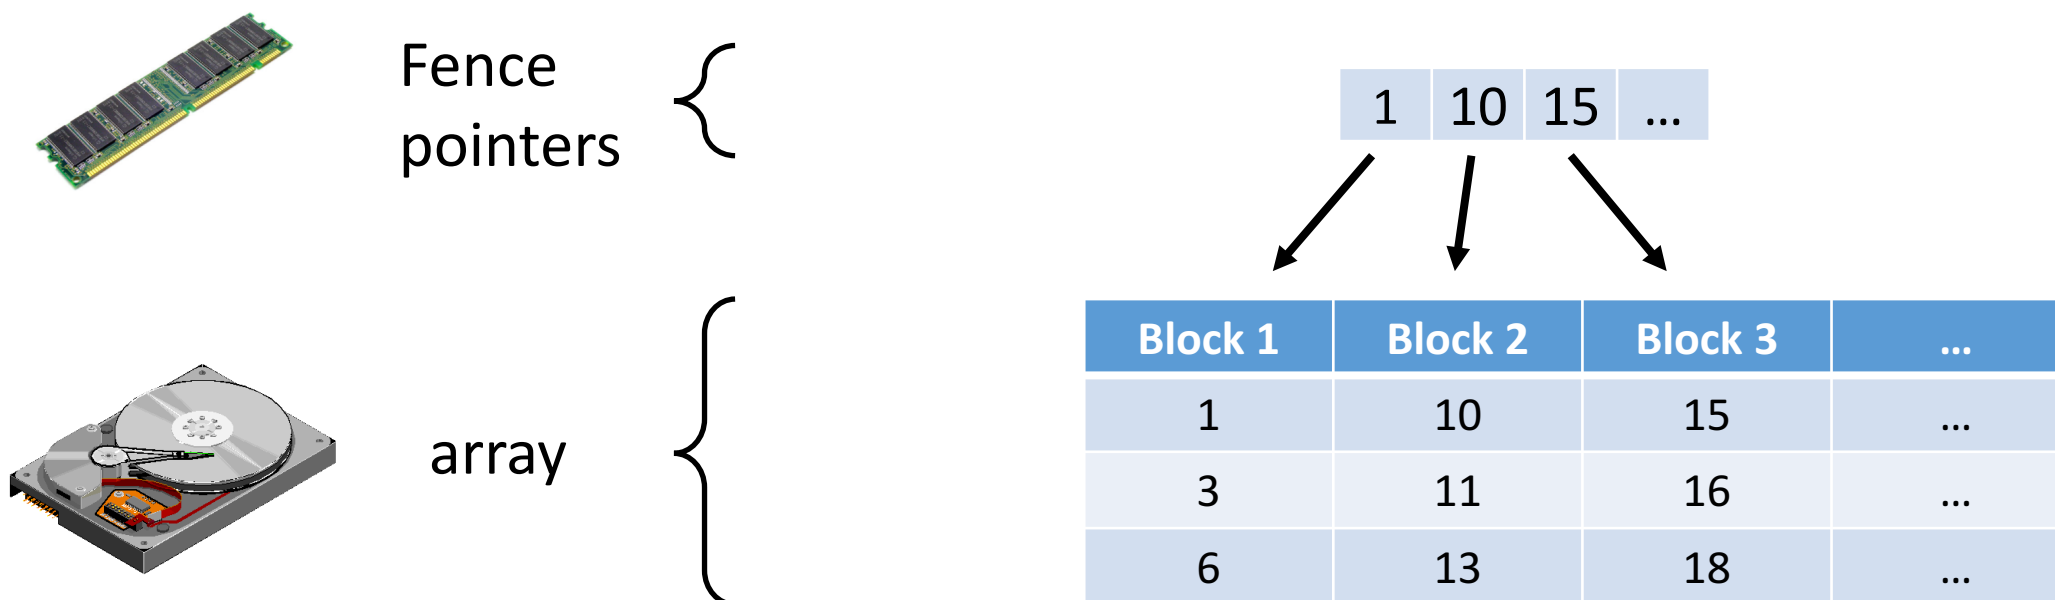 Fence
pointers
1 10 15 ...
array
Block 1 Block 2 Block 3 ...
1 10 15 ...
3 11 16 ...
6 13 18 ...